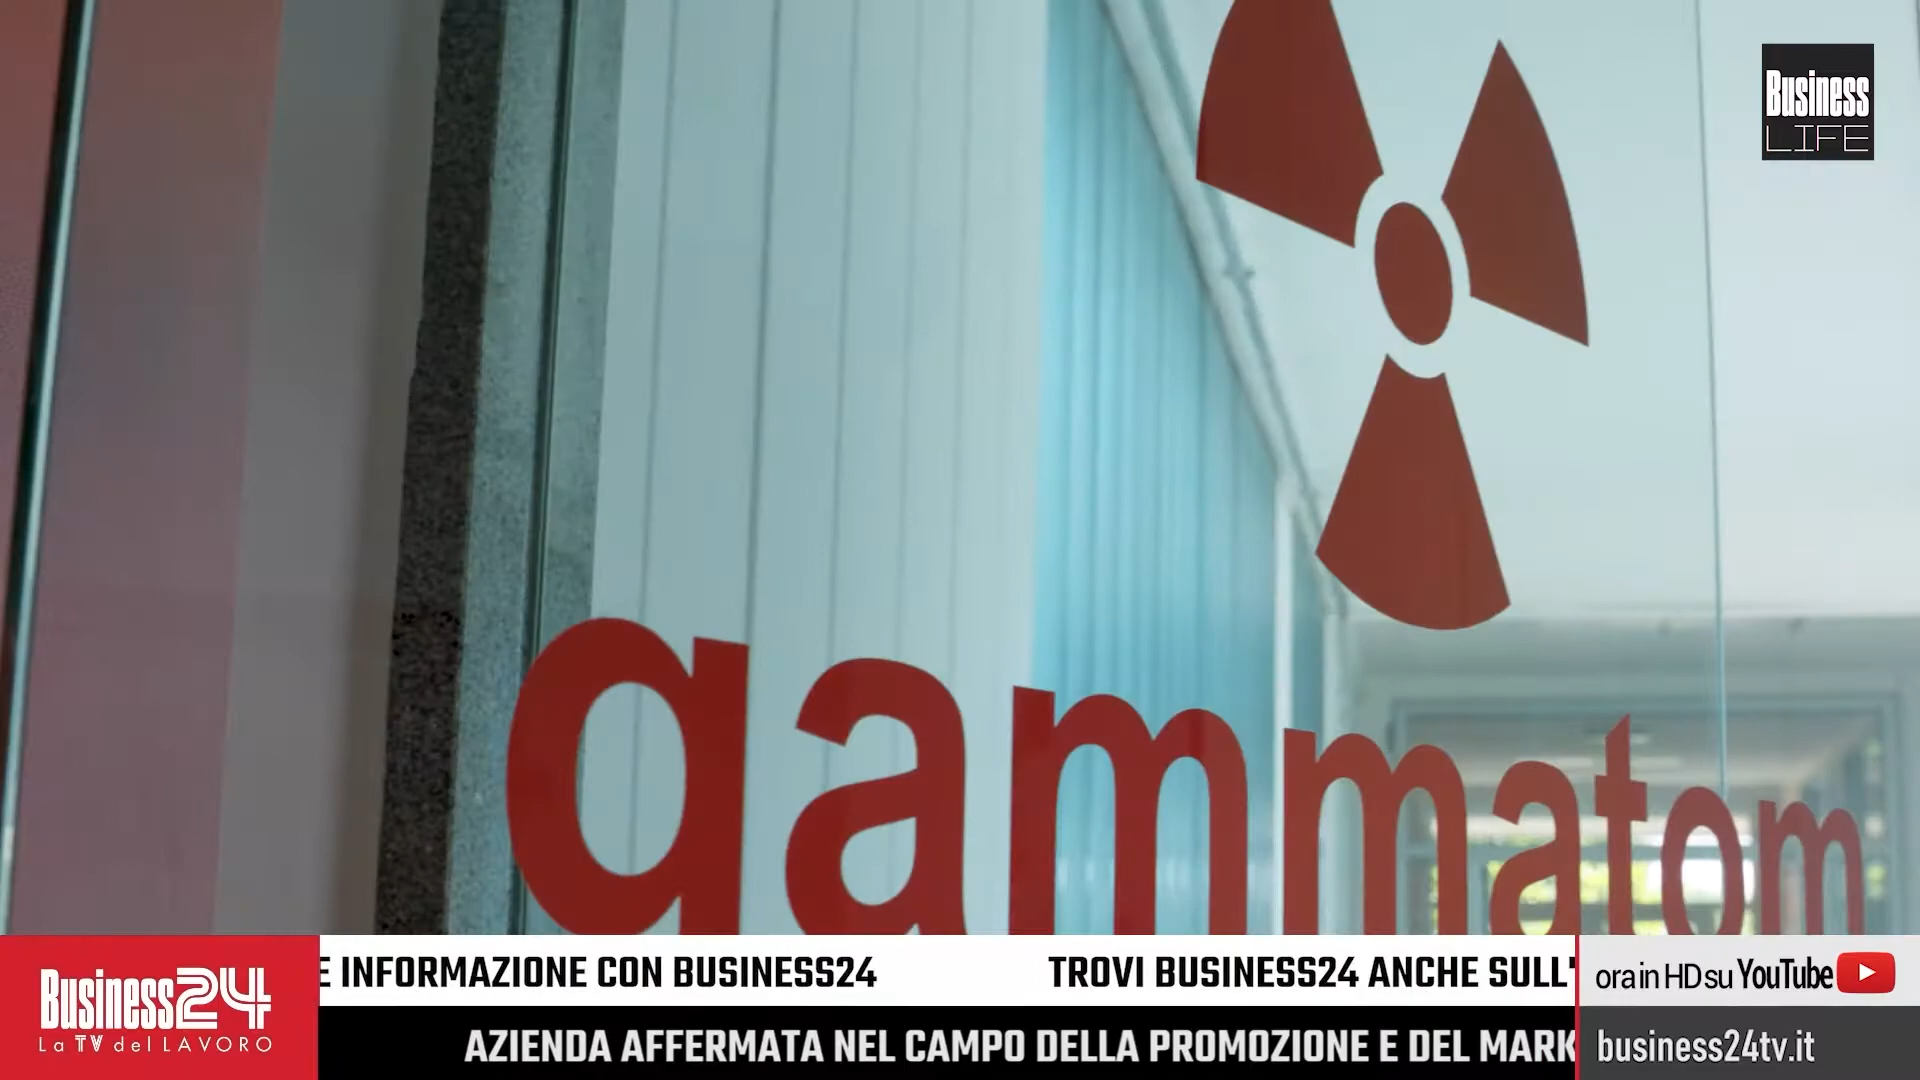 Business
LIFE
gammatom
Business24
La TV del LAVORO
E INFORMAZIONE CON BUSINESS24
TROVI BUSINESS24 ANCHE SULL'
ora in HD su YouTube
AZIENDA AFFERMATA NEL CAMPO DELLA PROMOZIONE E DEL MARK
business24tv.it